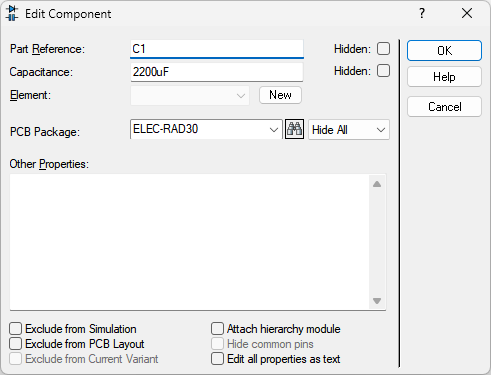 Edit Component ? ×
Part Reference: C1 Hidden: OK
Capacitance: 2200uF Hidden: Help
Element: New Cancel
PCB Package: ELEC-RAD30 Hide All
Other Properties:
Exclude from Simulation Attach hierarchy module
Exclude from PCB Layout Hide common pins
Exclude from Current Variant Edit all properties as text